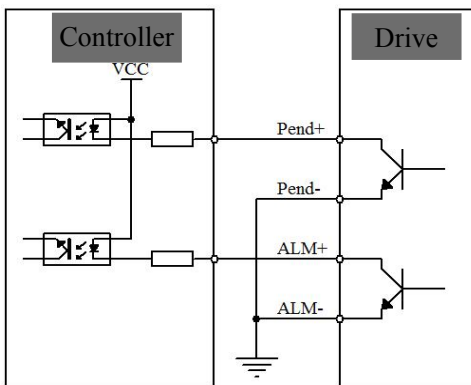 Controller
Drive
VCC
Pend+
Pend-
ALM+
ALM-